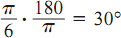 π/6 · 180/π = 30°